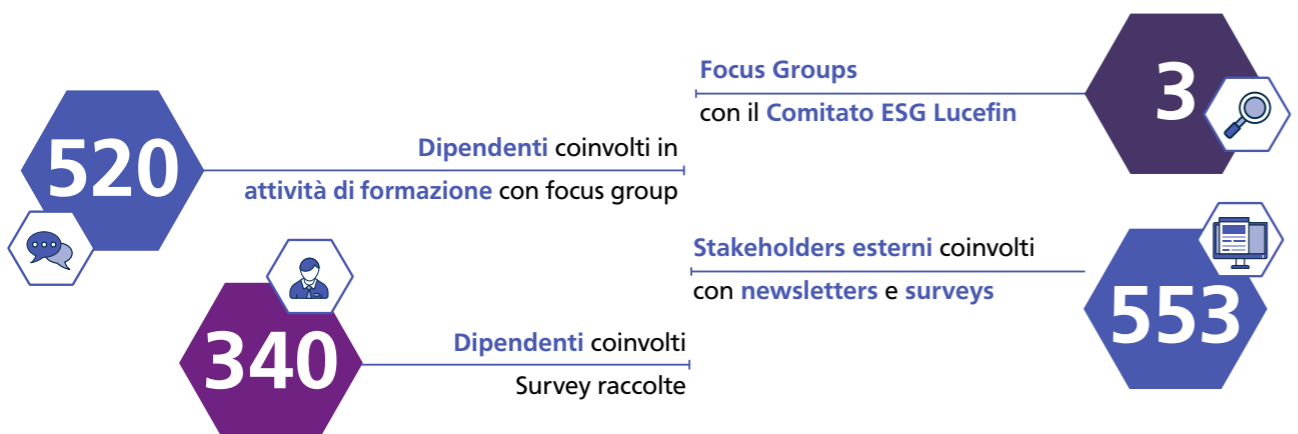 520
Dipendenti coinvolti in
attività di formazione con focus group
Focus Groups
con il Comitato ESG Lucefin
3
340
Dipendenti coinvolti
Survey raccolte
Stakeholders esterni coinvolti
con newsletters e surveys
553